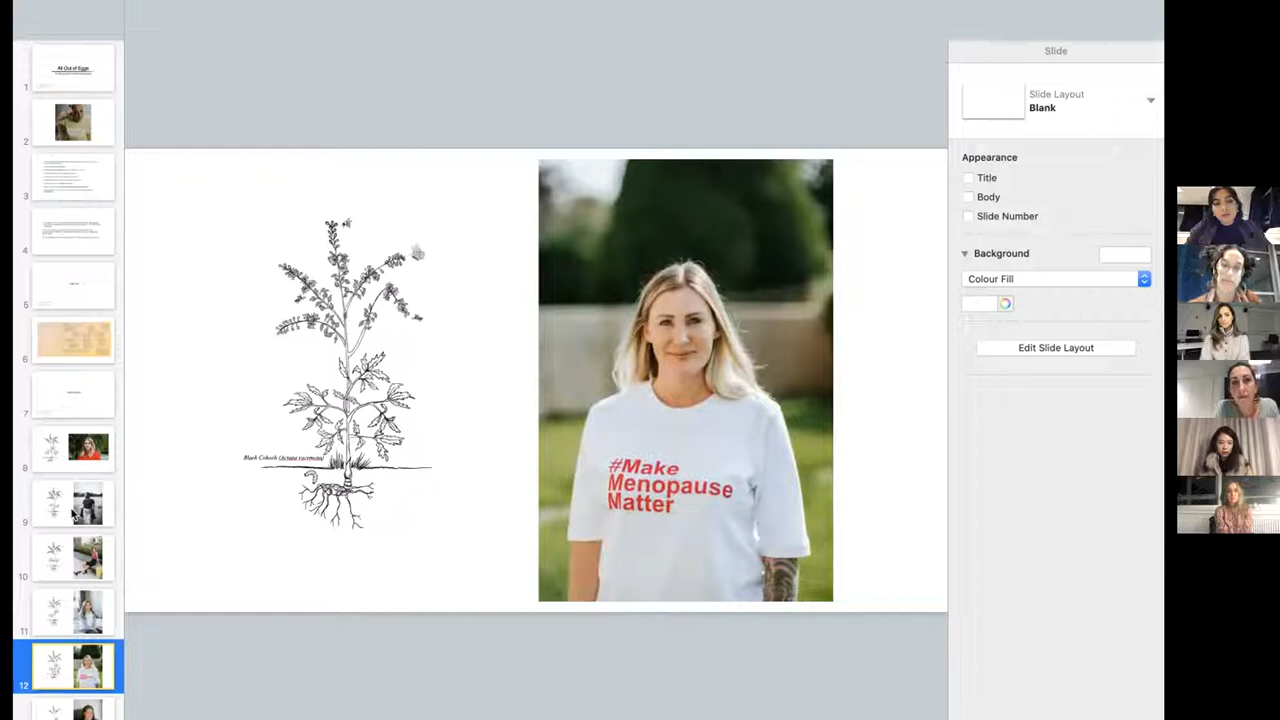 All Out of Eggs
1
2
3
4
5
6
7
8
9
10
11
12
Black Cohosh (Actaea racemosa)
#Make
Menopause
Matter
Slide
Slide Layout
Blank
Appearance
Title
Body
Slide Number
Background
Colour Fill
Edit Slide Layout